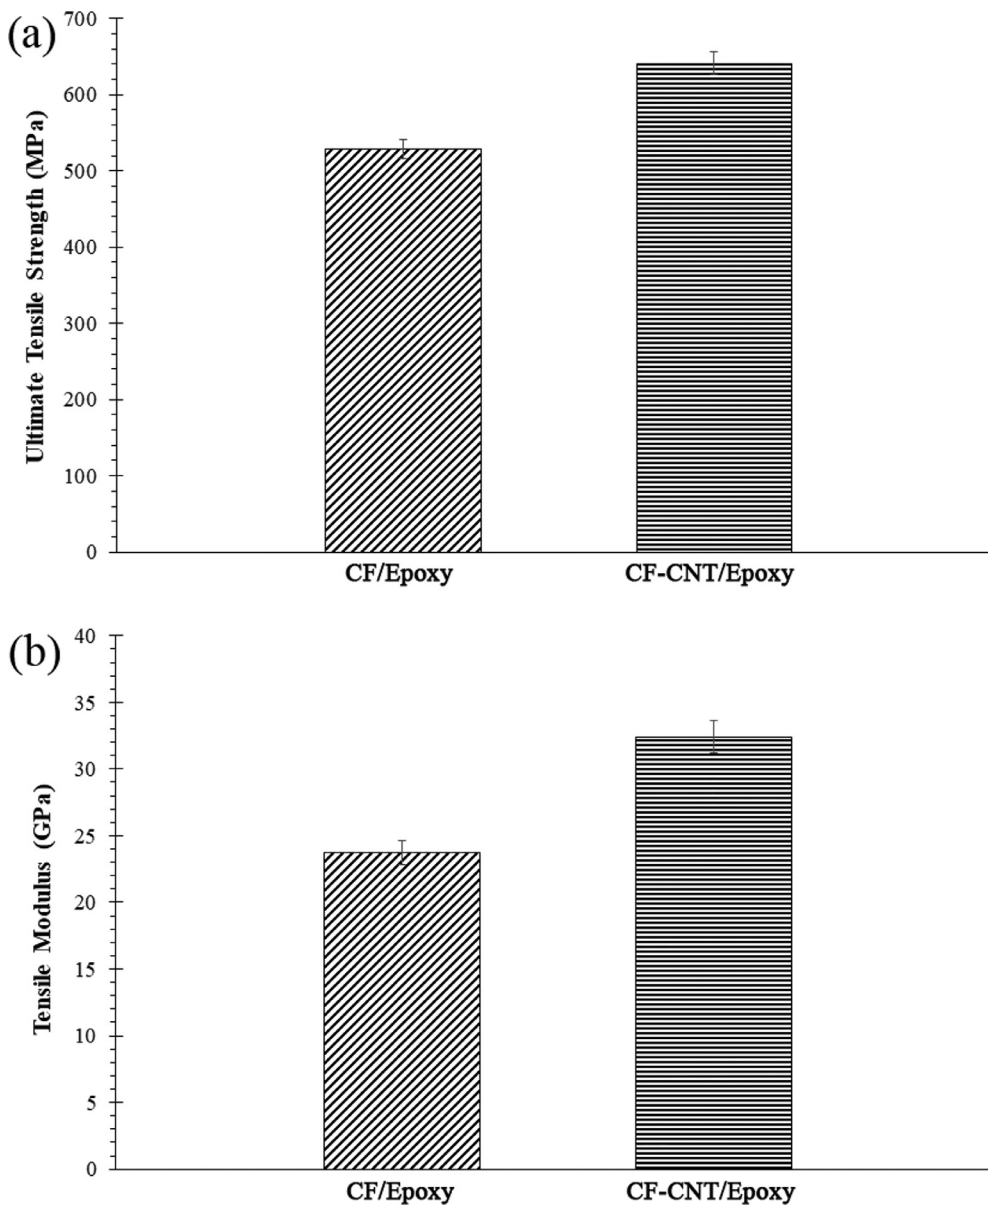 (a)
Ultimate Tensile Strength (MPa)
700
600
500
400
300
200
100
0
CF/Epoxy
CF-CNT/Epoxy
(b)
Tensile Modulus (GPa)
40
35
30
25
20
15
10
5
0
CF/Epoxy
CF-CNT/Epoxy